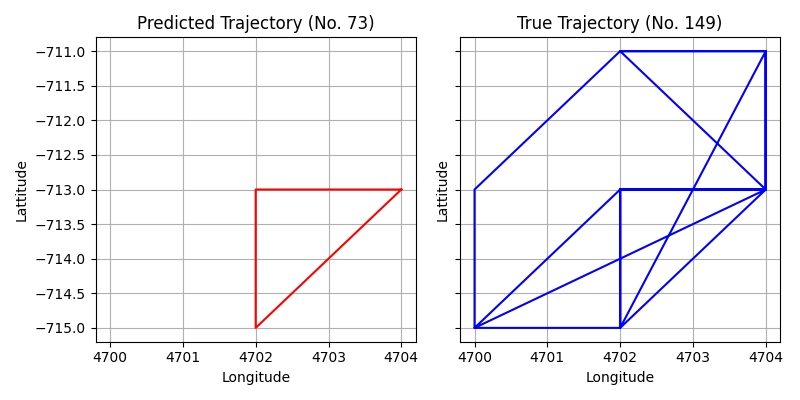 Predicted Trajectory (No. 73)
−711.0
−711.5
−712.0
−712.5
−713.0
−713.5
−714.0
−714.5
−715.0
Lattitude
4700 4701 4702 4703 4704
Longitude
True Trajectory (No. 149)
Lattitude
4700 4701 4702 4703 4704
Longitude